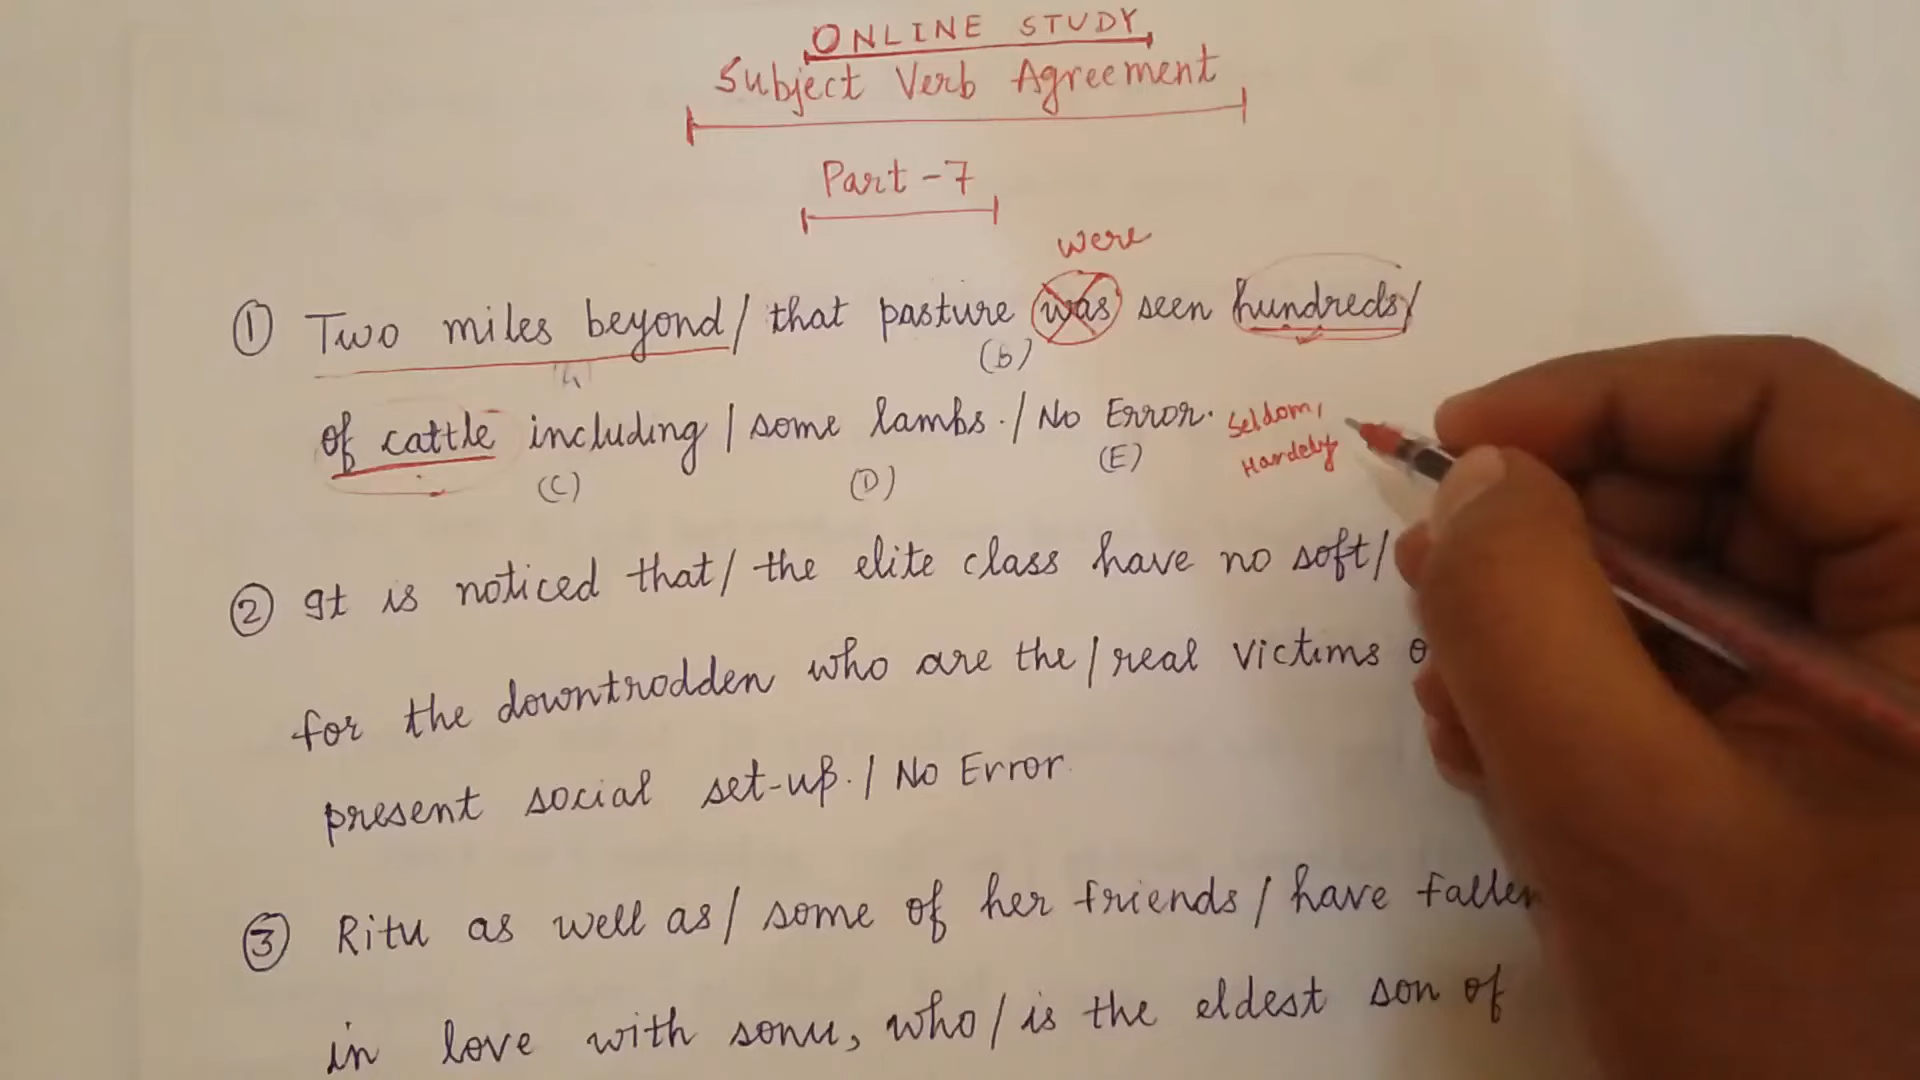 ONLINE STUDY
Subject Verb Agreement
Part-7
were
① Two miles beyond/ that pasture was seen hundreds/
(A) (b)
of cattle including / some lambs. / No Error. Seldom,
Hardely
(C) (D) (E)
② It is noticed that/ the elite class have no soft/
for the downtrodden who are the/ real victims
present social set-up. / No Error
③ Ritu as well as/ some of her friends/ have fallen
in love with sonu, who/ is the eldest son of